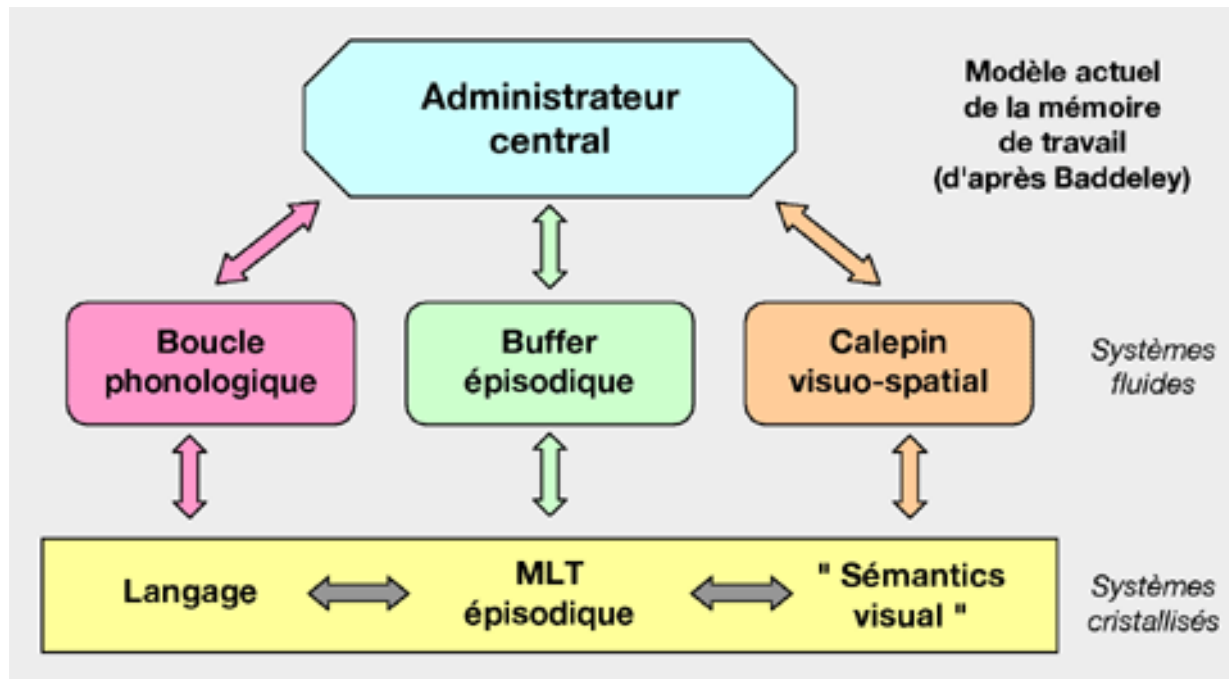 Administrateur
central
Modèle actuel
de la mémoire
de travail
(d'après Baddeley)
Boucle
phonologique
Buffer
épisodique
Calepin
visuo-spatial
Systèmes
fluides
Langage
MLT
épisodique
" Sémantics
visual "
Systèmes
cristallisés